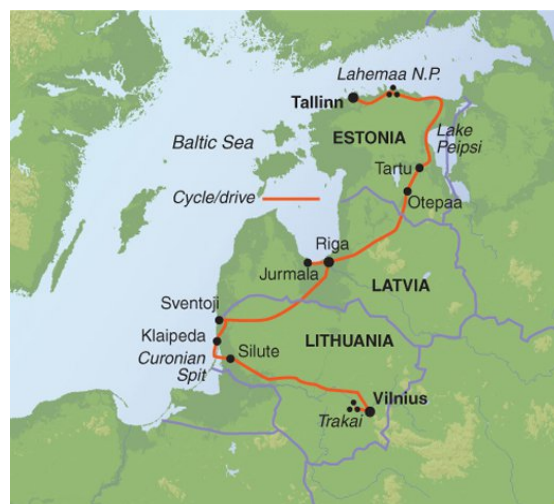 Lahemaa N.P.
Tallinn
ESTONIA
Baltic Sea
Lake
Peipsi
Tartu
Cycle/drive
Otepaa
Riga
Jurmala
LATVIA
Sventoji
Klaipeda
LITHUANIA
Curonian
Spit
Silute
Vilnius
Trakai